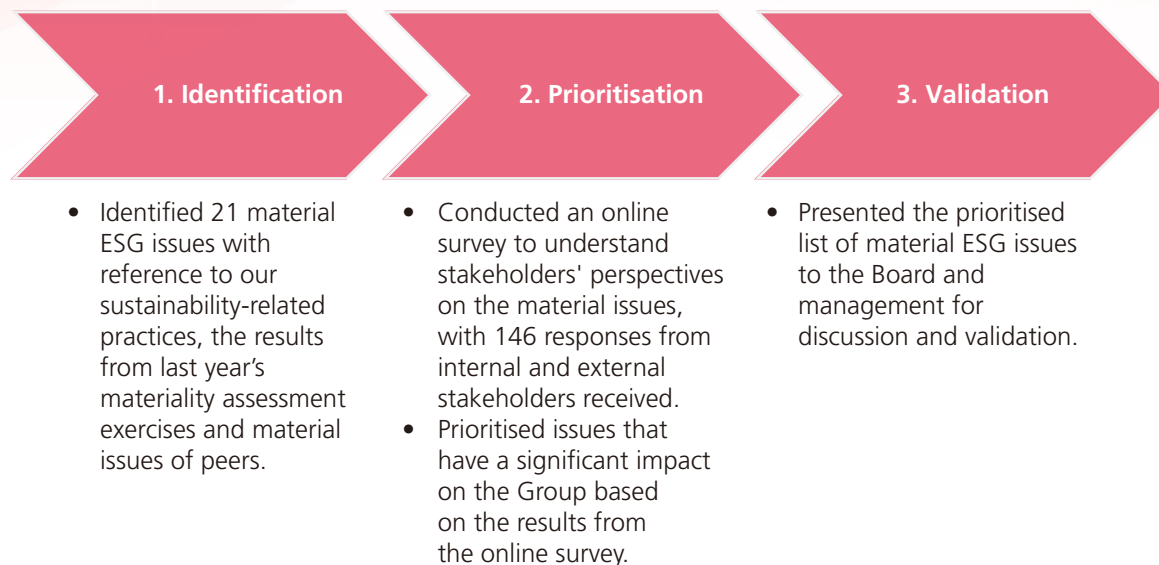 1. Identification
• Identified 21 material
ESG issues with
reference to our
sustainability-related
practices, the results
from last year’s
materiality assessment
exercises and material
issues of peers.
2. Prioritisation
• Conducted an online
survey to understand
stakeholders' perspectives
on the material issues,
with 146 responses from
internal and external
stakeholders received.
• Prioritised issues that
have a significant impact
on the Group based
on the results from
the online survey.
3. Validation
• Presented the prioritised
list of material ESG issues
to the Board and
management for
discussion and validation.